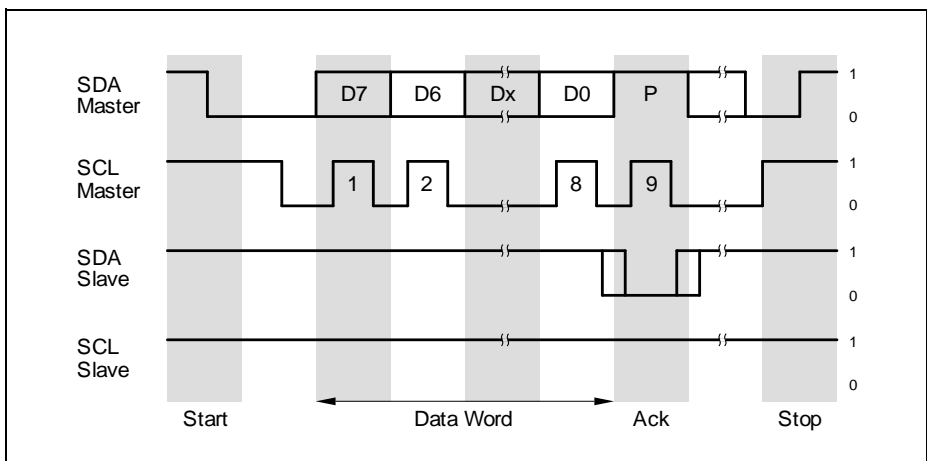 SDA
Master
D7 D6 Dx D0 P
1
0
SCL
Master
1 2 8 9
1
0
SDA
Slave
1
0
SCL
Slave
1
0
Start Data Word Ack Stop